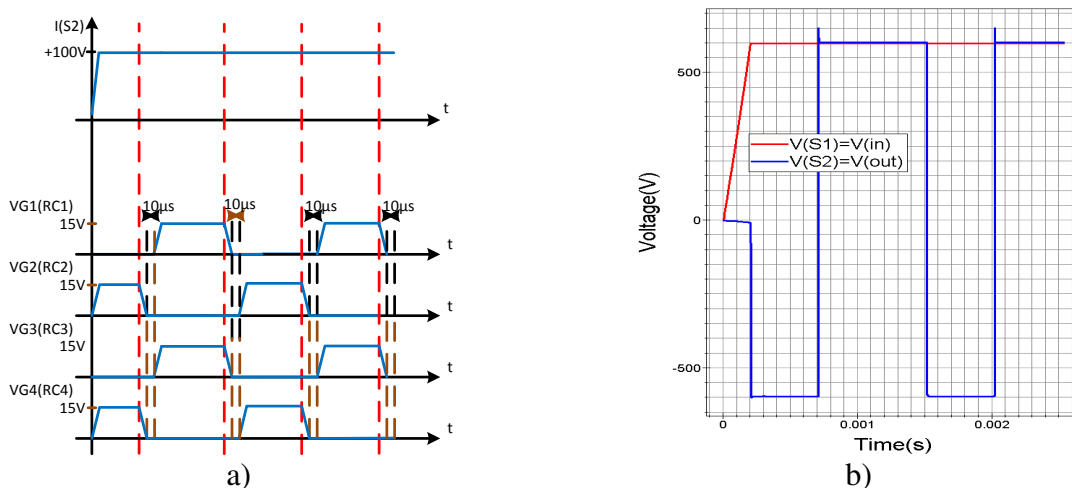 I(S2)
+100V
t
VG1(RC1)
15V
10μs
10μs
10μs
10μs
t
VG2(RC2)
15V
t
VG3(RC3)
15V
t
VG4(RC4)
15V
t
a)
500
0
-500
Voltage(V)
V(S1)=V(in)
V(S2)=V(out)
0
0.001
0.002
Time(s)
b)